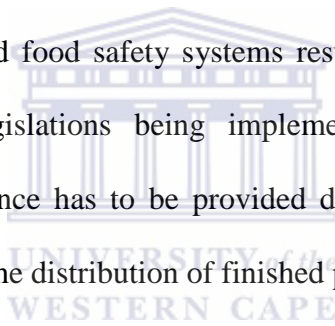 d food safety systems res
gislations being impleme
nce has to be provided d
UNIVERSITY of the
he distribution of finished p
WESTERN CAPE